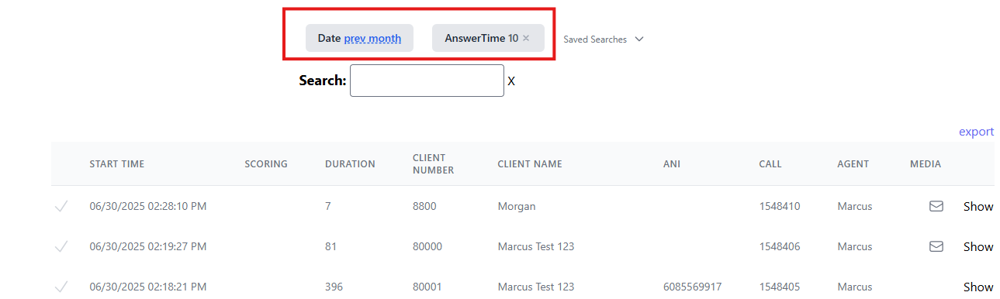 Date prev month AnswerTime 10 × Saved Searches
Search: X
export
START TIME SCORING DURATION CLIENT NUMBER CLIENT NAME ANI CALL AGENT MEDIA
06/30/2025 02:28:10 PM 7 8800 Morgan 1548410 Marcus Show
06/30/2025 02:19:27 PM 81 80000 Marcus Test 123 1548406 Marcus Show
06/30/2025 02:18:21 PM 396 80001 Marcus Test 123 6085569917 1548405 Marcus Show